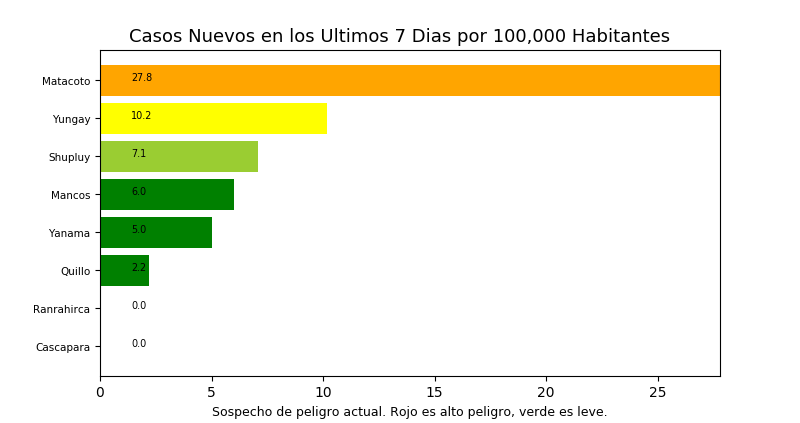 Casos Nuevos en los Ultimos 7 Dias por 100,000 Habitantes
Matacoto 27.8
Yungay 10.2
Shupluy 7.1
Mancos 6.0
Yanama 5.0
Quillo 2.2
Ranrahirca 0.0
Cascapara 0.0
0 5 10 15 20 25
Sospecho de peligro actual. Rojo es alto peligro, verde es leve.